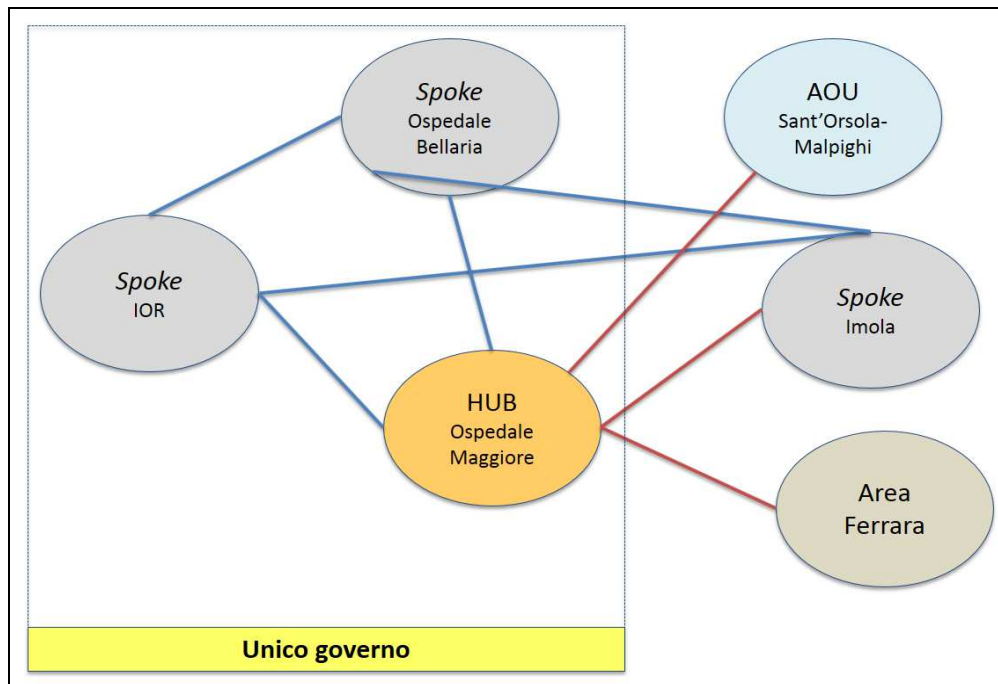 Spoke
Ospedale
Bellaria
AOU
Sant'Orsola-
Malpighi
Spoke
IOR
Spoke
Imola
HUB
Ospedale
Maggiore
Area
Ferrara
Unico governo